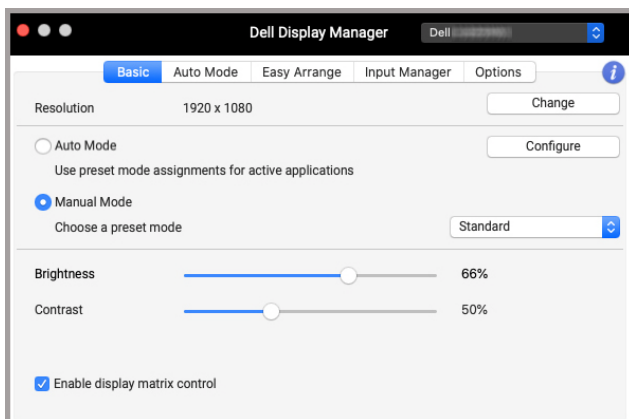 Dell Display Manager Dell
Basic Auto Mode Easy Arrange Input Manager Options i
Resolution 1920 x 1080 Change
Auto Mode Configure
Use preset mode assignments for active applications
Manual Mode
Choose a preset mode Standard
Brightness 66%
Contrast 50%
Enable display matrix control